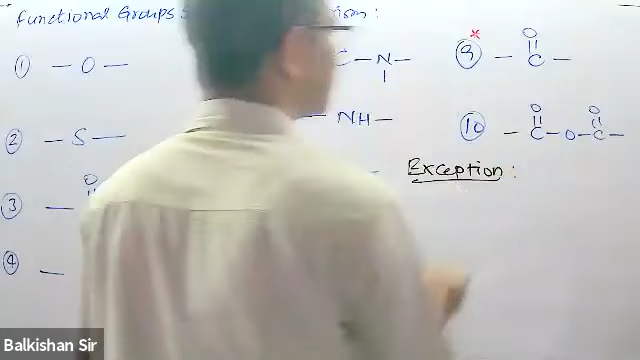 Functional Groups
① — O —
② — S —
③ — O
④ —
C — N —
NH —
* ⑨ — C — O
⑩ — C — O — C — O O
Exception :
Balkishan Sir